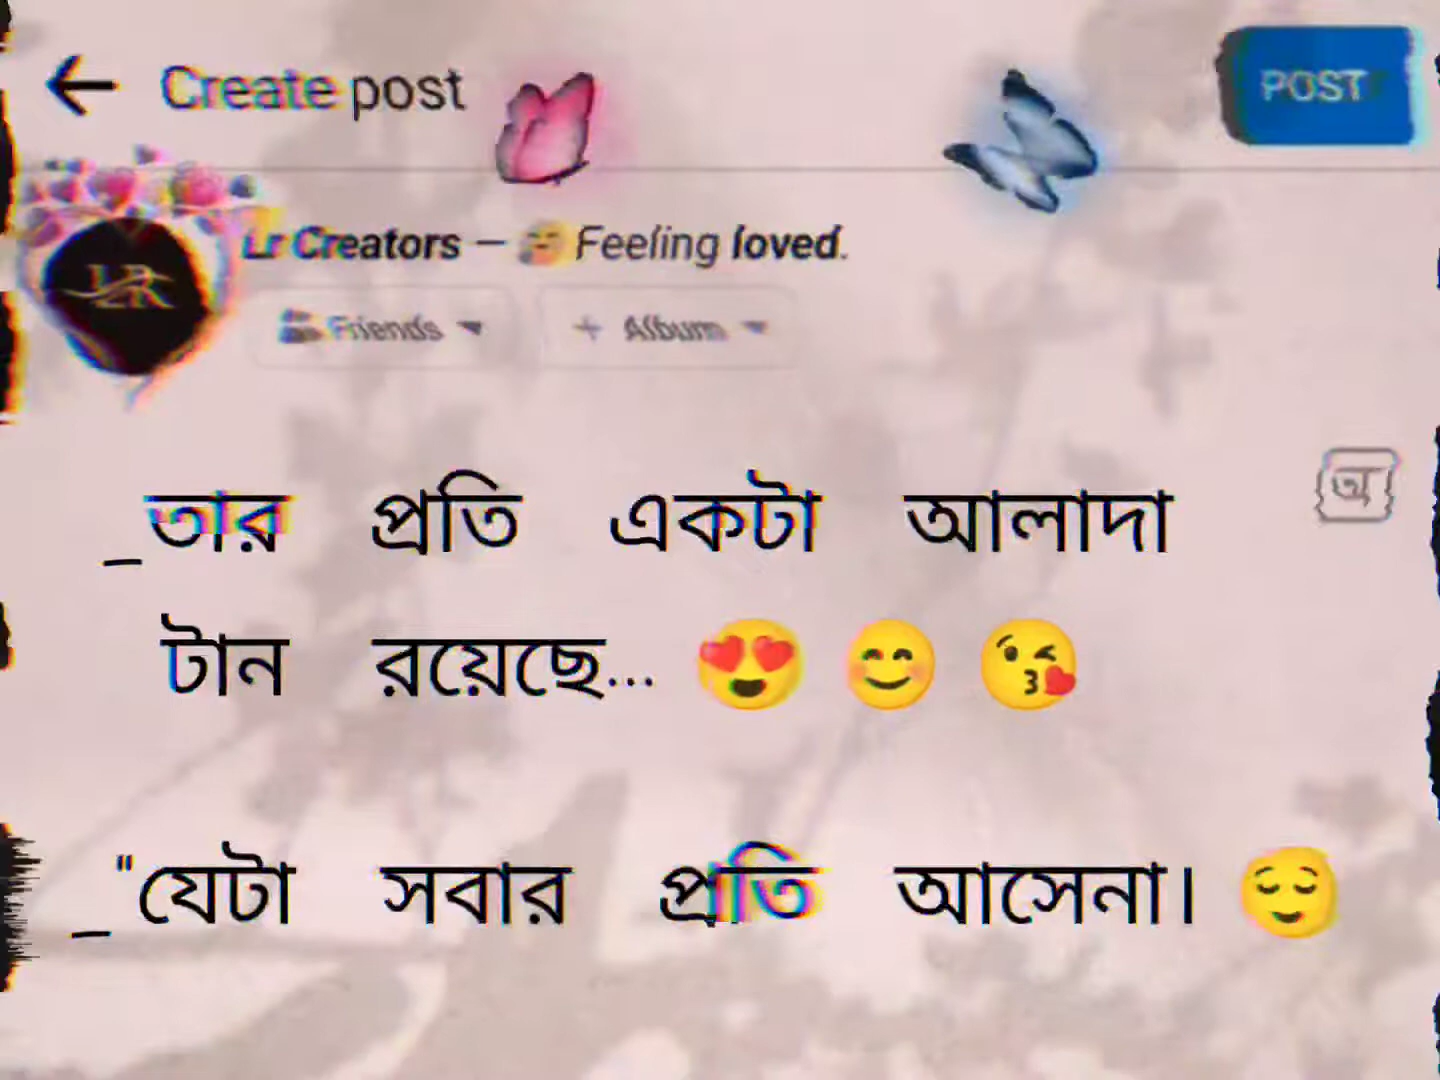 Create post
POST
Lr Creators — 🥰 Feeling loved.
Friends
+ Album
অ
_তার প্রতি একটা আলাদা
টান রয়েছে... 😍 😊 😘
_"যেটা সবার প্রতি আসেনা। 😌